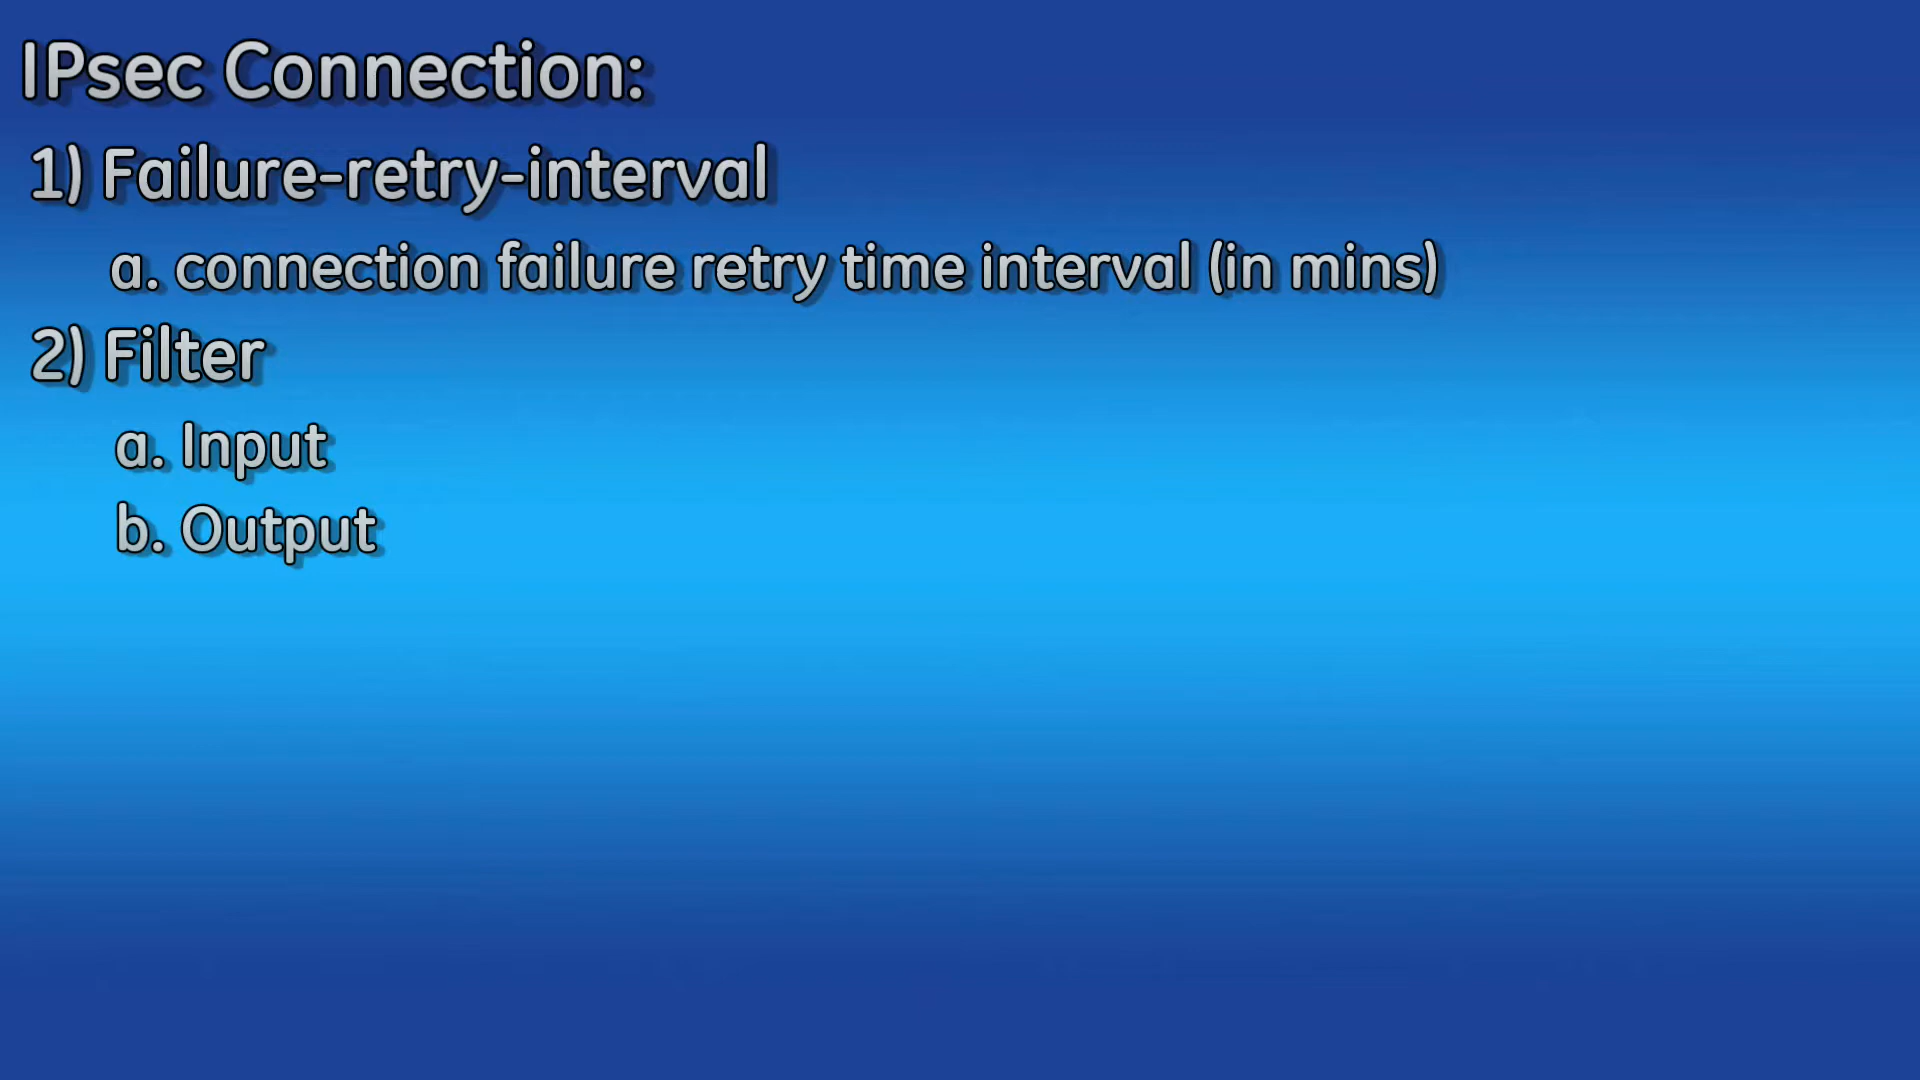 IPsec Connection:
1) Failure-retry-interval
a. connection failure retry time interval (in mins)
2) Filter
a. Input
b. Output